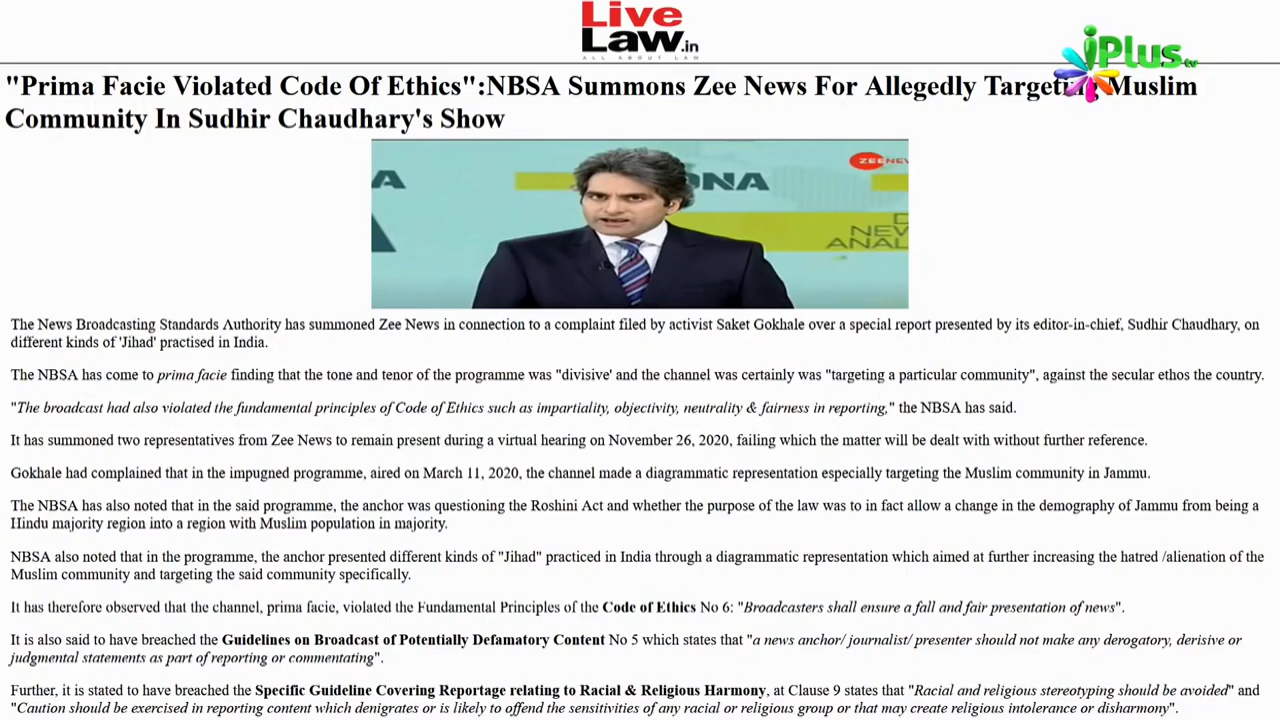 Live
Law.in
ALL ABOUT LAW
iPlus tv
"Prima Facie Violated Code Of Ethics":NBSA Summons Zee News For Allegedly Targeting Muslim
Community In Sudhir Chaudhary's Show
A
DNA
ZEE NEW
D
NEW
ANAL
The News Broadcasting Standards Authority has summoned Zee News in connection to a complaint filed by activist Saket Gokhale over a special report presented by its editor-in-chief, Sudhir Chaudhary, on
different kinds of 'Jihad' practised in India.
The NBSA has come to prima facie finding that the tone and tenor of the programme was "divisive' and the channel was certainly was "targeting a particular community", against the secular ethos the country.
"The broadcast had also violated the fundamental principles of Code of Ethics such as impartiality, objectivity, neutrality & fairness in reporting," the NBSA has said.
It has summoned two representatives from Zee News to remain present during a virtual hearing on November 26, 2020, failing which the matter will be dealt with without further reference.
Gokhale had complained that in the impugned programme, aired on March 11, 2020, the channel made a diagrammatic representation especially targeting the Muslim community in Jammu.
The NBSA has also noted that in the said programme, the anchor was questioning the Roshini Act and whether the purpose of the law was to in fact allow a change in the demography of Jammu from being a
Hindu majority region into a region with Muslim population in majority.
NBSA also noted that in the programme, the anchor presented different kinds of "Jihad" practiced in India through a diagrammatic representation which aimed at further increasing the hatred /alienation of the
Muslim community and targeting the said community specifically.
It has therefore observed that the channel, prima facie, violated the Fundamental Principles of the Code of Ethics No 6: "Broadcasters shall ensure a fall and fair presentation of news".
It is also said to have breached the Guidelines on Broadcast of Potentially Defamatory Content No 5 which states that "a news anchor/ journalist/ presenter should not make any derogatory, derisive or
judgmental statements as part of reporting or commentating".
Further, it is stated to have breached the Specific Guideline Covering Reportage relating to Racial & Religious Harmony, at Clause 9 states that "Racial and religious stereotyping should be avoided" and
"Caution should be exercised in reporting content which denigrates or is likely to offend the sensitivities of any racial or religious group or that may create religious intolerance or disharmony".